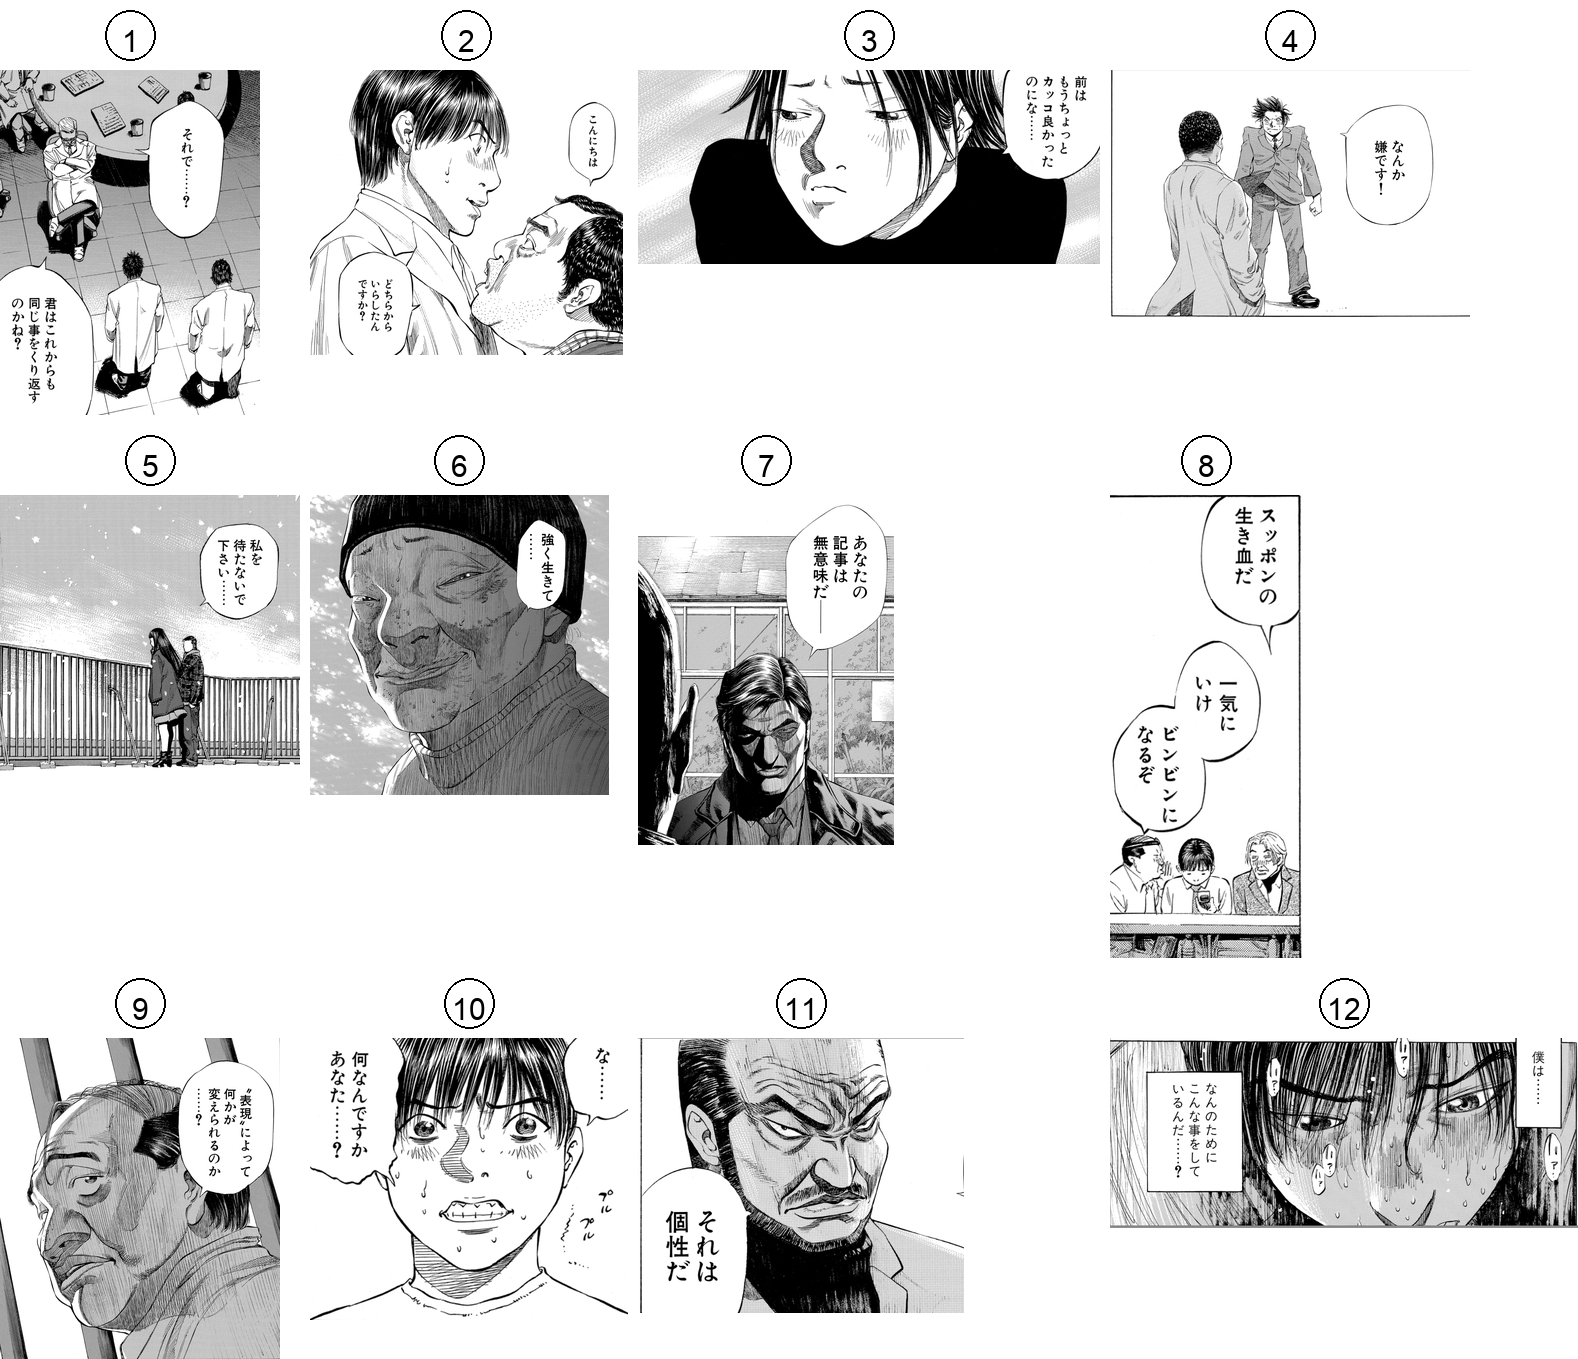 1
それで……?
君はこれからも
同じ事をくり返す
のかね?
2
こんにちは
どちらから
いらしたん
ですか?
3
前は
もうちょっと
カッコ良かった
のにな……
4
なんか
嫌です!
5
私を
待たないで
下さい……
6
強く生きて
……
7
あなたの
記事は
無意味だ──
8
スッポンの
生き血だ
一気に
いけ
ビンビンに
なるぞ
9
〝表現〟によって
何かが
変えられるのか
……?
10
な……
何なんですか
あなた……?
プル
プル
11
それは
個性だ
12
僕は……
なんのために
こんな事をして
いるんだ……?